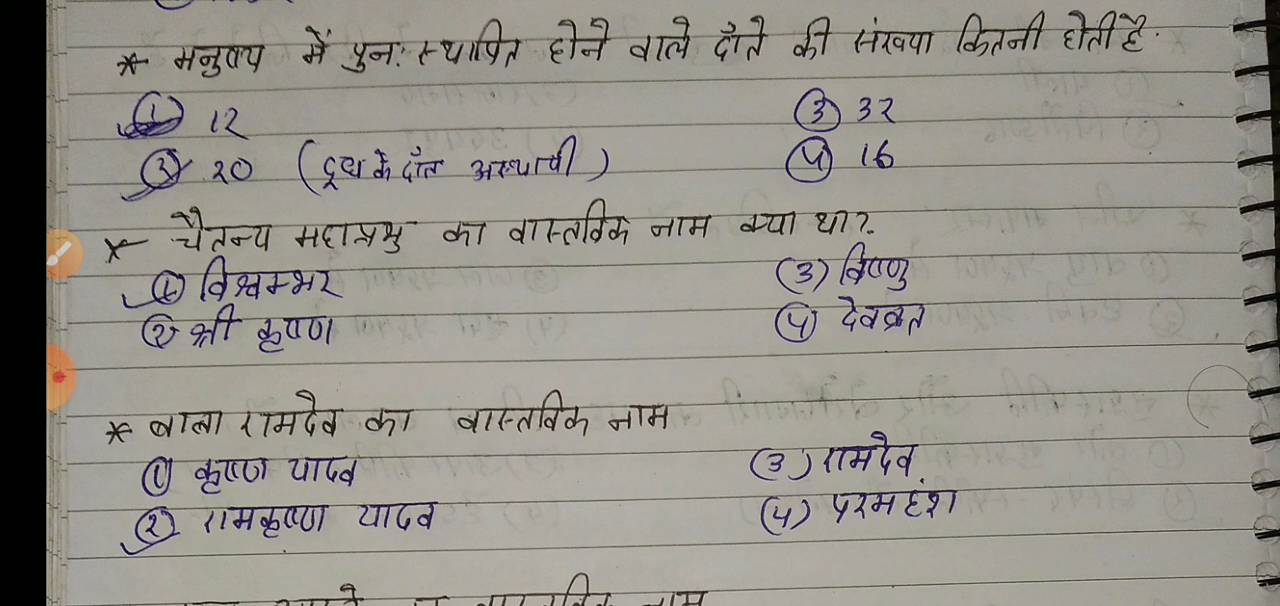 * मनुष्य में पुन: स्थापित होने वाले दाँते की संख्या कितनी होती है.
① 12
③ 32
② 20 (दूध के दाँत अस्थायी)
④ 16
* चैतन्य महाप्रभु का वास्तविक नाम क्या था?
① विश्वम्भर
(3) विष्णु
② श्री कृष्ण
④ देवव्रत
* बाबा रामदेव का वास्तविक नाम
① कृष्ण यादव
(3) रामदेव
② रामकृष्ण यादव
(4) परमहंश
वास्तविक नाम